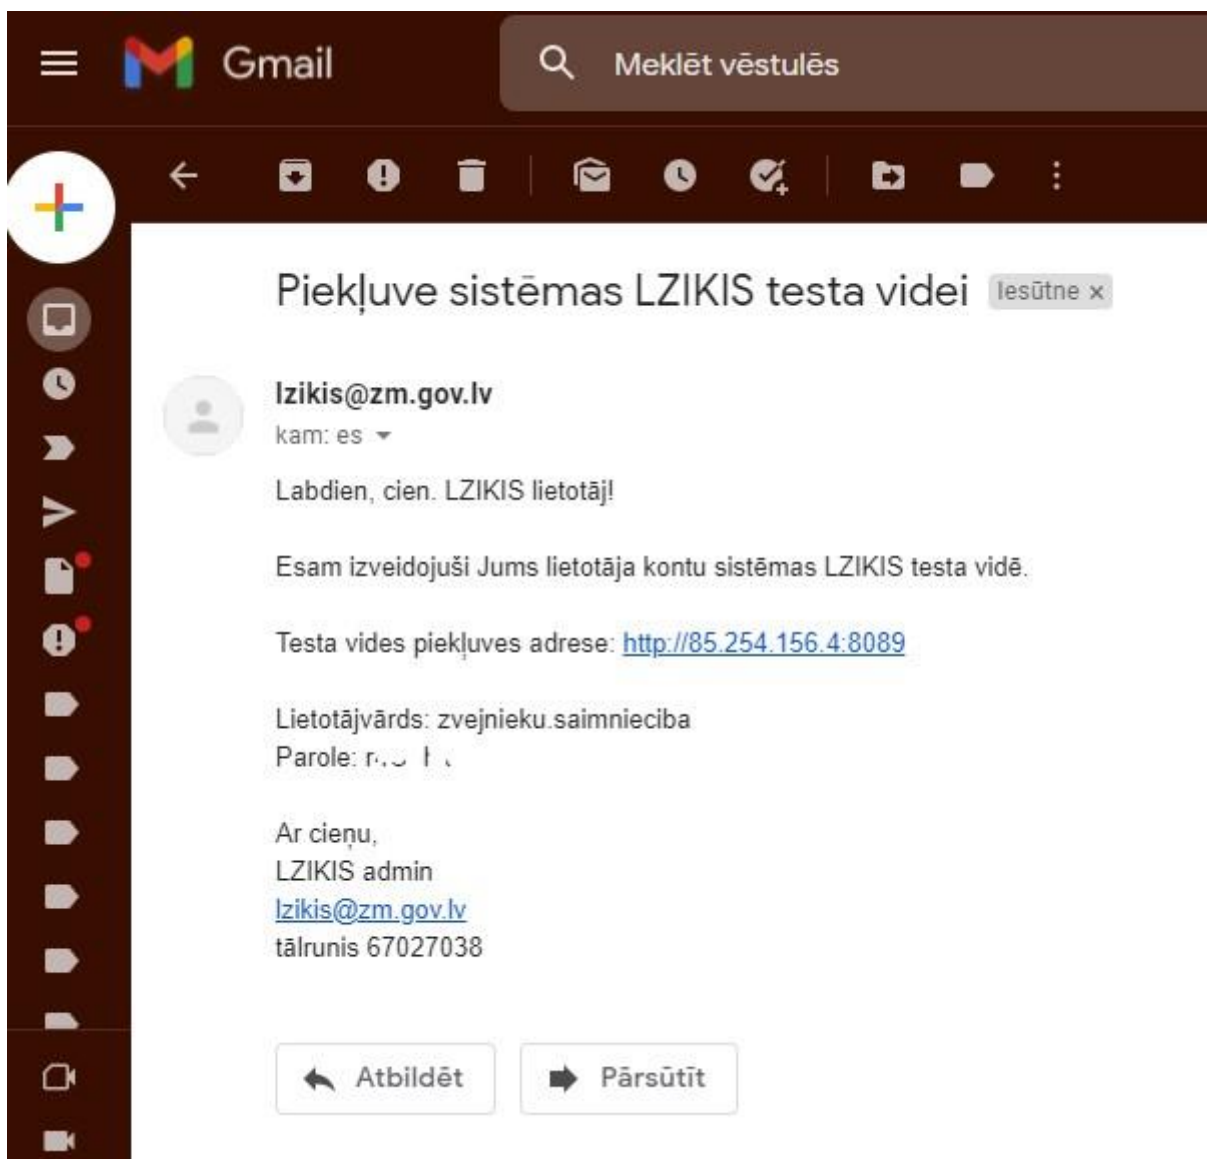 Gmail
Meklēt vēstulēs
Piekļuve sistēmas LZIKIS testa videi Iesūtne x
lzikis@zm.gov.lv
kam: es
Labdien, cien. LZIKIS lietotāj!
Esam izveidojuši Jums lietotāja kontu sistēmas LZIKIS testa vidē.
Testa vides piekļuves adrese: http://85.254.156.4:8089
Lietotājvārds: zvejnieku.saimnieciba
Parole:
Ar cieņu,
LZIKIS admin
lzikis@zm.gov.lv
tālrunis 67027038
Atbildēt
Pārsūtīt